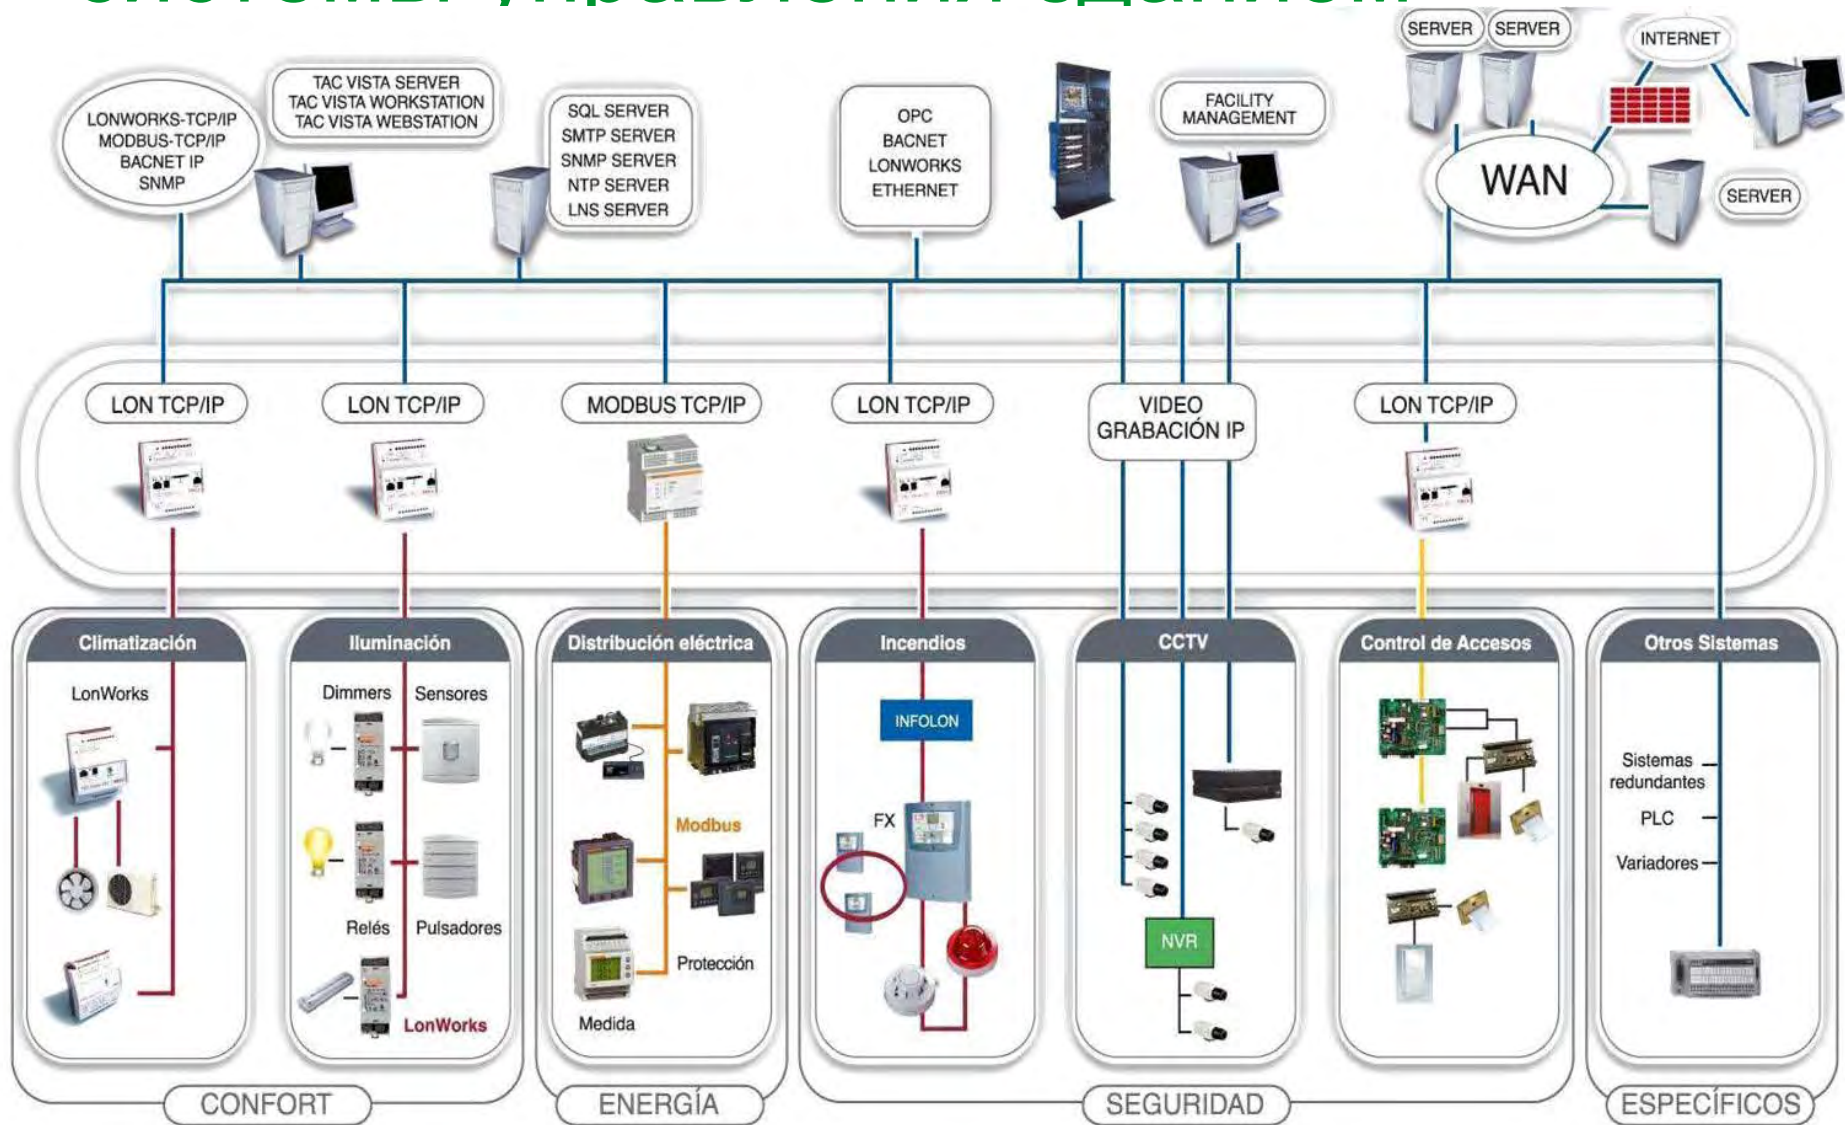 SERVER
SERVER
INTERNET
TAC VISTA SERVER
TAC VISTA WORKSTATION
TAC VISTA WEBSTATION
LONWORKS-TCP/IP
MODBUS-TCP/IP
BACNET IP
SNMP
SQL SERVER
SMTP SERVER
SNMP SERVER
NTP SERVER
LNS SERVER
OPC
BACNET
LONWORKS
ETHERNET
FACILITY
MANAGEMENT
WAN
SERVER
LON TCP/IP
LON TCP/IP
MODBUS TCP/IP
LON TCP/IP
VIDEO
GRABACIÓN IP
LON TCP/IP
Climatización
LonWorks
Iluminación
Dimmers
Sensores
Relés
Pulsadores
LonWorks
Distribución eléctrica
Modbus
Protección
Medida
Incendios
INFOLON
FX
CCTV
NVR
Control de Accesos
Otros Sistemas
Sistemas
redundantes
PLC
Variadores
CONFORT
ENERGÍA
SEGURIDAD
ESPECÍFICOS